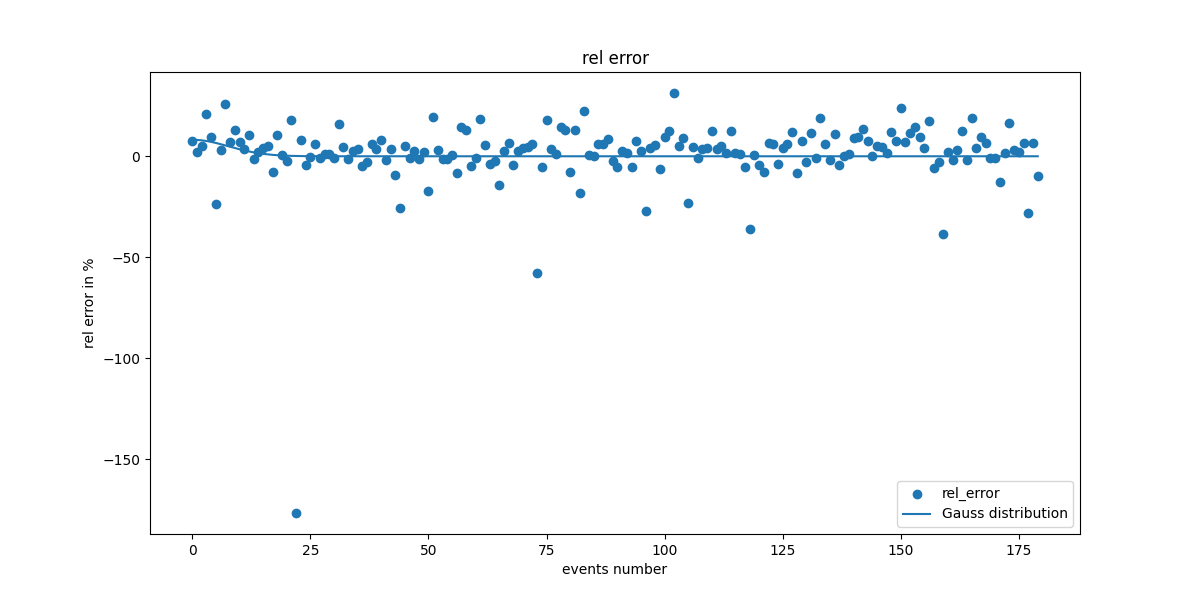 rel error
rel error in %
0
−50
−100
−150
0
25
50
75
100
125
150
175
events number
rel_error
Gauss distribution